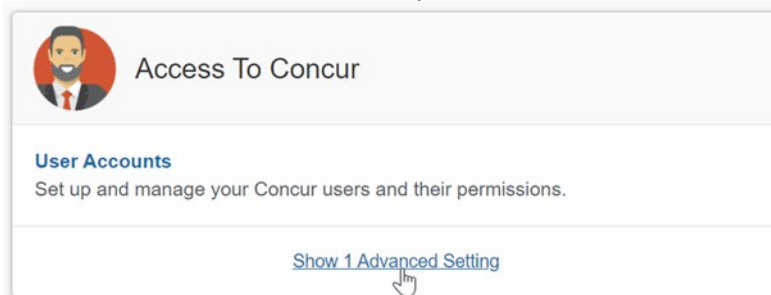 Access To Concur
User Accounts
Set up and manage your Concur users and their permissions.
Show 1 Advanced Setting